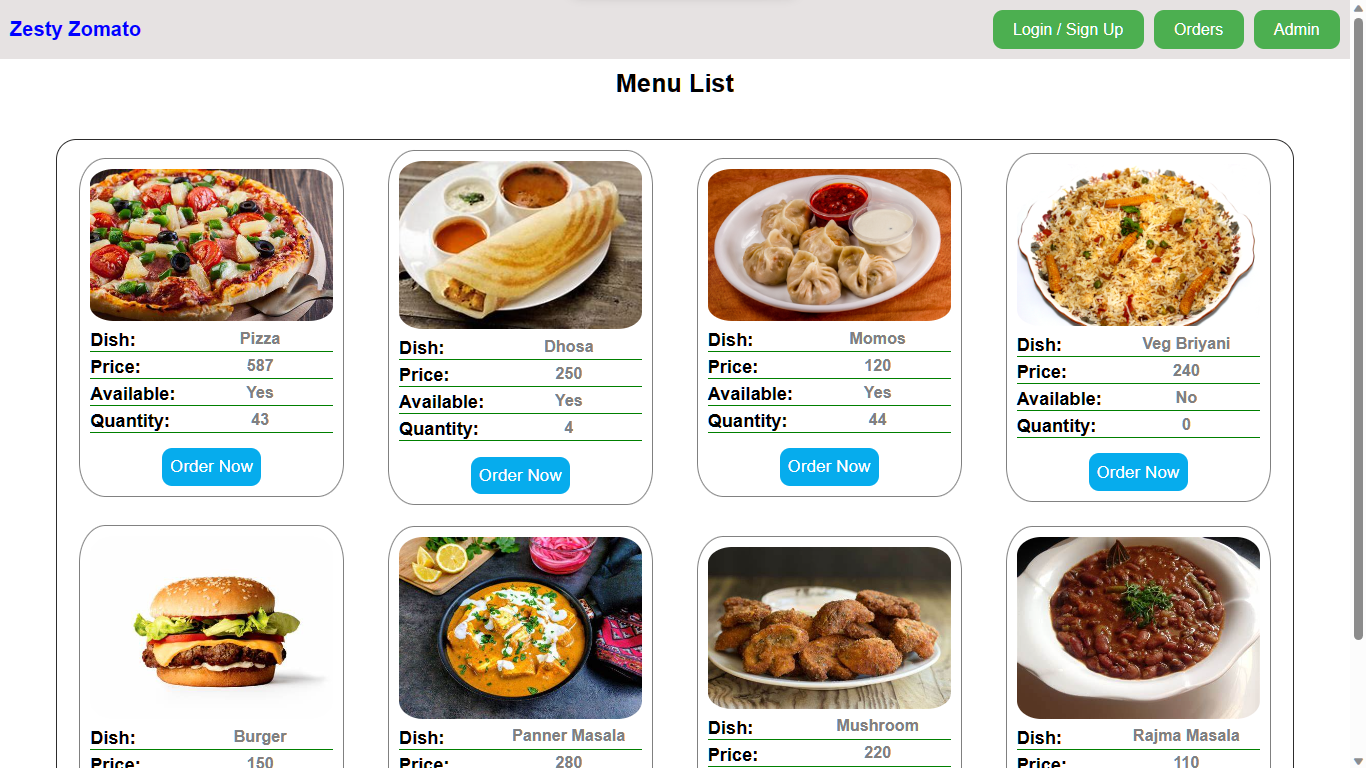 Zesty Zomato Login / Sign Up Orders Admin
Menu List
Dish: Pizza
Price: 587
Available: Yes
Quantity: 43
Order Now
Dish: Dhosa
Price: 250
Available: Yes
Quantity: 4
Order Now
Dish: Momos
Price: 120
Available: Yes
Quantity: 44
Order Now
Dish: Veg Briyani
Price: 240
Available: No
Quantity: 0
Order Now
Dish: Burger
Price: 150
Dish: Panner Masala
Price: 280
Dish: Mushroom
Price: 220
Dish: Rajma Masala
Price: 110